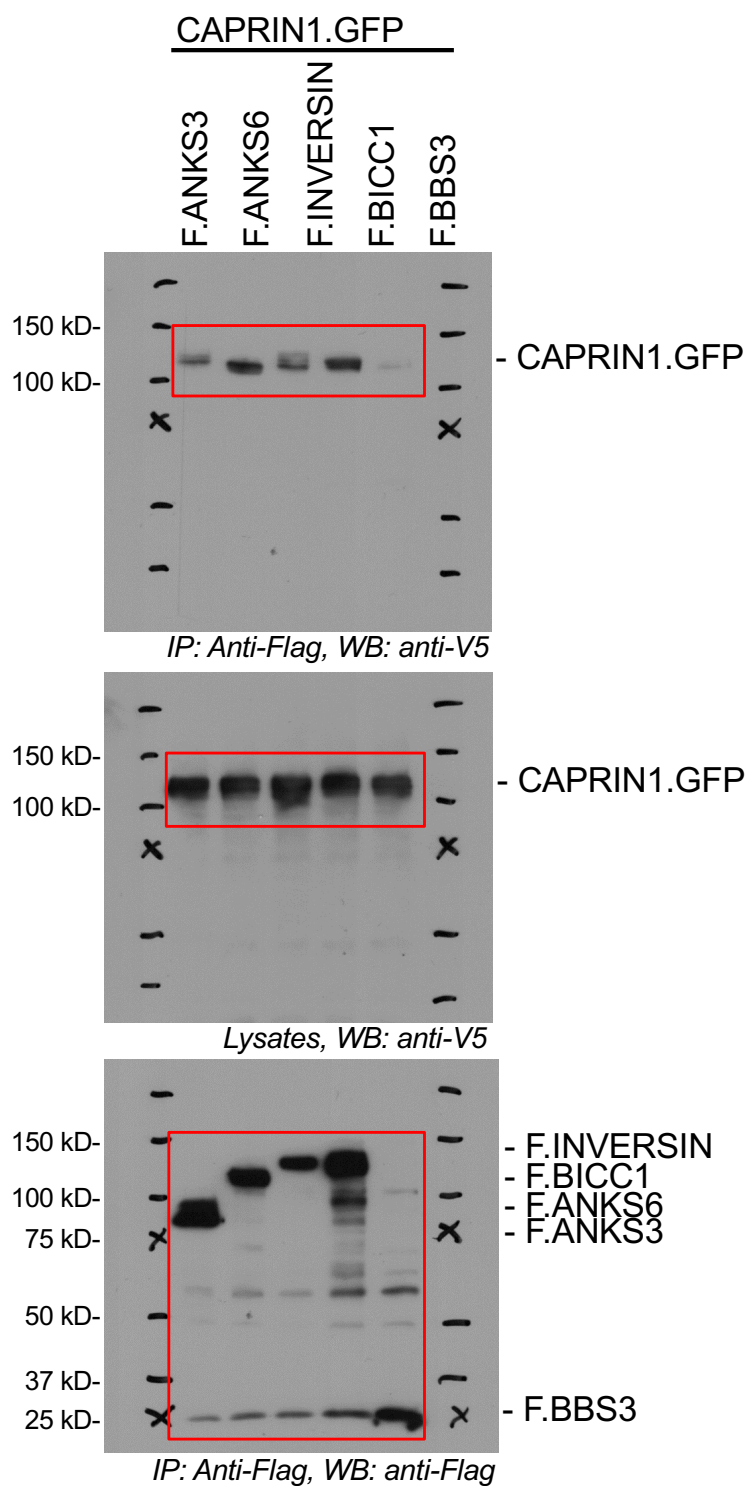 CAPRIN1.GFP
F.ANKS3
F.ANKS6
F.INVERSIN
F.BICC1
F.BBS3
150 kD-
100 kD-
- CAPRIN1.GFP
IP: Anti-Flag, WB: anti-V5
150 kD-
100 kD-
- CAPRIN1.GFP
Lysates, WB: anti-V5
150 kD-
100 kD-
75 kD-
50 kD-
37 kD-
25 kD-
- F.INVERSIN
- F.BICC1
- F.ANKS6
- F.ANKS3
- F.BBS3
IP: Anti-Flag, WB: anti-Flag